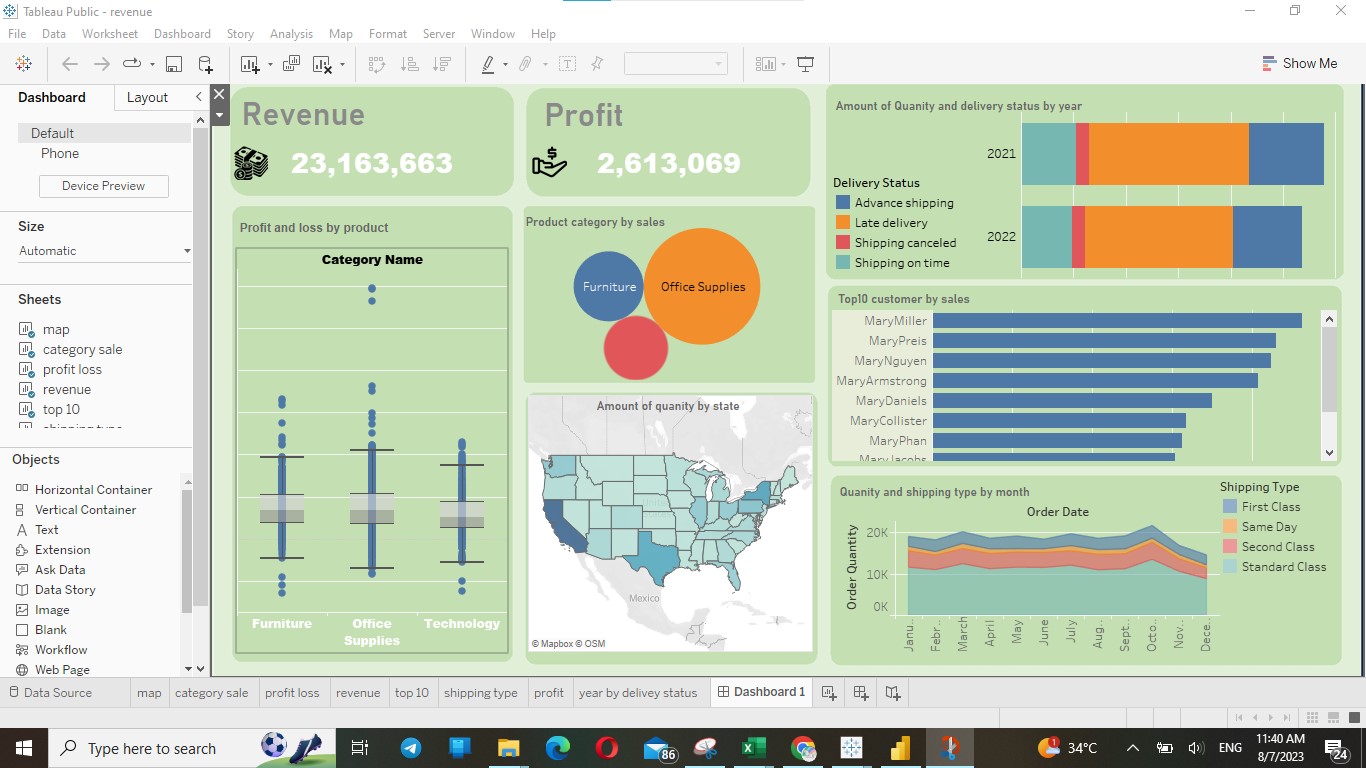 Tableau Public - revenue
File Data Worksheet Dashboard Story Analysis Map Format Server Window Help
Show Me
Dashboard Layout
Default
Phone
Device Preview
Size
Automatic
Sheets
map
category sale
profit loss
revenue
top 10
Objects
Horizontal Container
Vertical Container
Text
Extension
Ask Data
Data Story
Image
Blank
Workflow
Web Page
Revenue
23,163,663
Profit
2,613,069
Amount of Quanity and delivery status by year
2021
2022
Delivery Status
Advance shipping
Late delivery
Shipping canceled
Shipping on time
Profit and loss by product
Category Name
Furniture
Office
Supplies
Technology
Product category by sales
Furniture
Office Supplies
Amount of quanity by state
Mexico
© Mapbox © OSM
Top10 customer by sales
MaryMiller
MaryPreis
MaryNguyen
MaryArmstrong
MaryDaniels
MaryCollister
MaryPhan
MaryJacobs
Quanity and shipping type by month
Order Date
Order Quantity
20K
10K
0K
Janu..
Febr..
March
April
May
June
July
Aug..
Sept..
Octo..
Nov..
Dece..
Shipping Type
First Class
Same Day
Second Class
Standard Class
Data Source map category sale profit loss revenue top 10 shipping type profit year by delivey status Dashboard 1
Type here to search
86
1
34°C
ENG
11:40 AM
8/7/2023
24